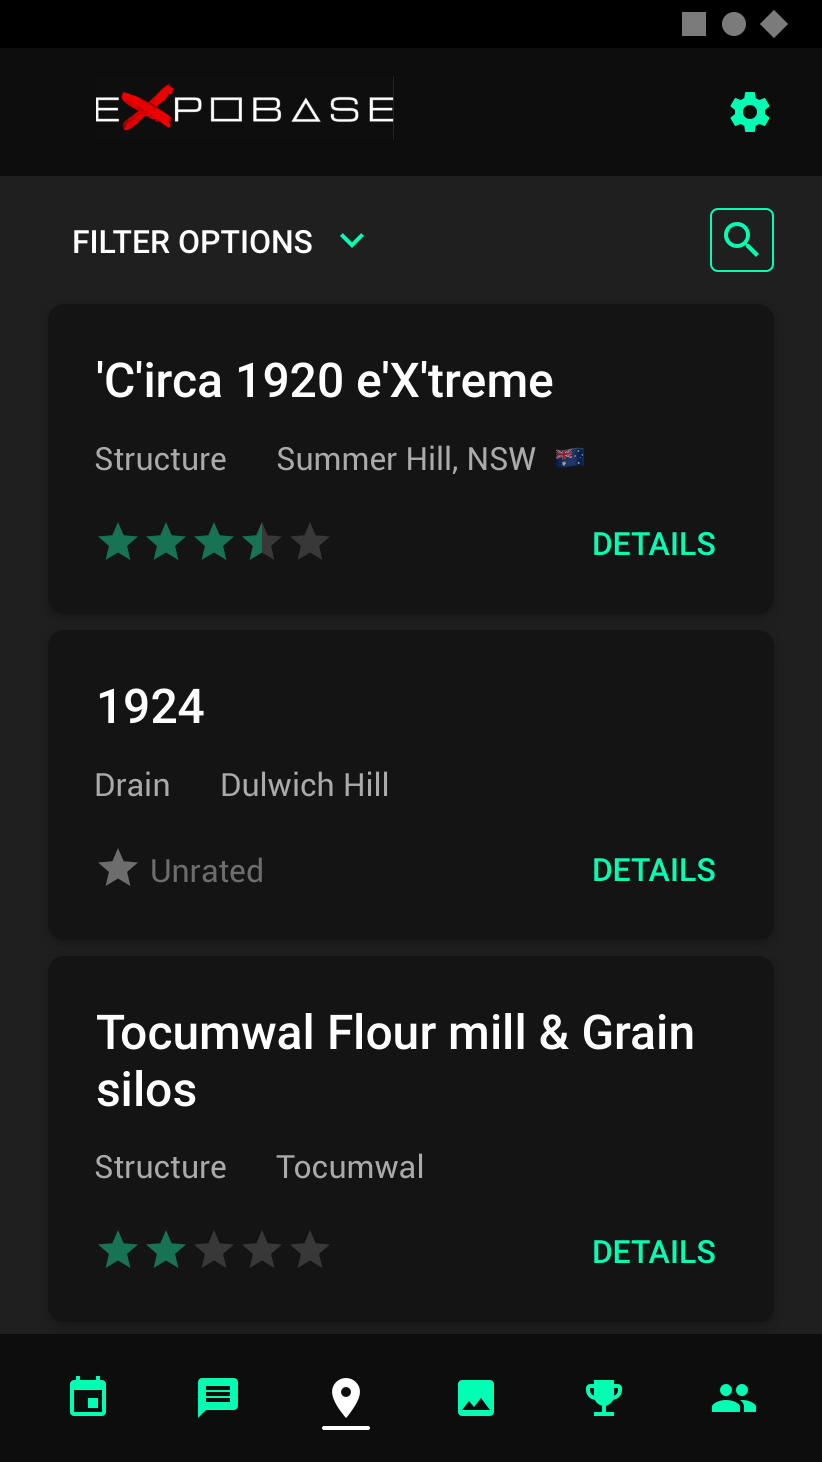 EXPOBASE
FILTER OPTIONS
'C'irca 1920 e'X'treme
Structure Summer Hill, NSW 🇦🇺
DETAILS
1924
Drain Dulwich Hill
Unrated
DETAILS
Tocumwal Flour mill & Grain
silos
Structure Tocumwal
DETAILS